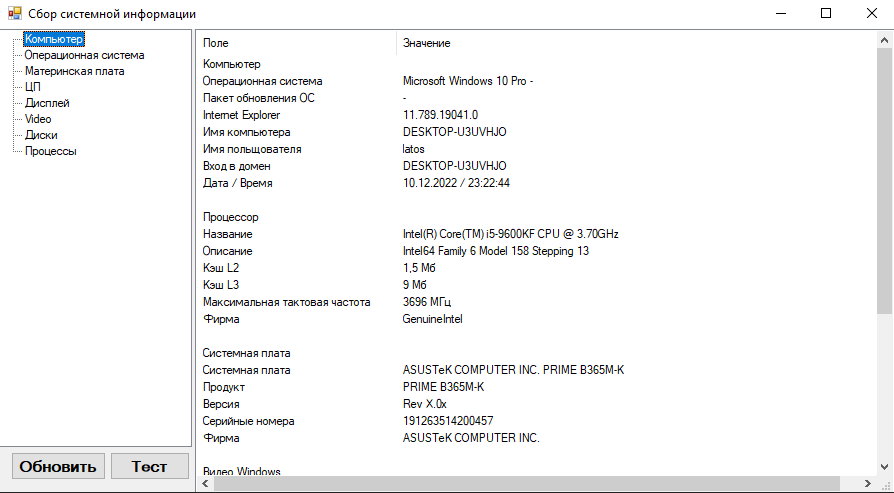 Сбор системной информации
Компьютер
Операционная система
Материнская плата
ЦП
Дисплей
Video
Диски
Процессы
Обновить Тест
Поле Значение
Компьютер
Операционная система Microsoft Windows 10 Pro -
Пакет обновления ОС -
Internet Explorer 11.789.19041.0
Имя компьютера DESKTOP-U3UVHJO
Имя пользователя latos
Вход в домен DESKTOP-U3UVHJO
Дата / Время 10.12.2022 / 23:22:44
Процессор
Название Intel(R) Core(TM) i5-9600KF CPU @ 3.70GHz
Описание Intel64 Family 6 Model 158 Stepping 13
Кэш L2 1,5 Мб
Кэш L3 9 Мб
Максимальная тактовая частота 3696 МГц
Фирма GenuineIntel
Системная плата
Системная плата ASUSTeK COMPUTER INC. PRIME B365M-K
Продукт PRIME B365M-K
Версия Rev X.0x
Серийные номера 191263514200457
Фирма ASUSTeK COMPUTER INC.
Видео Windows